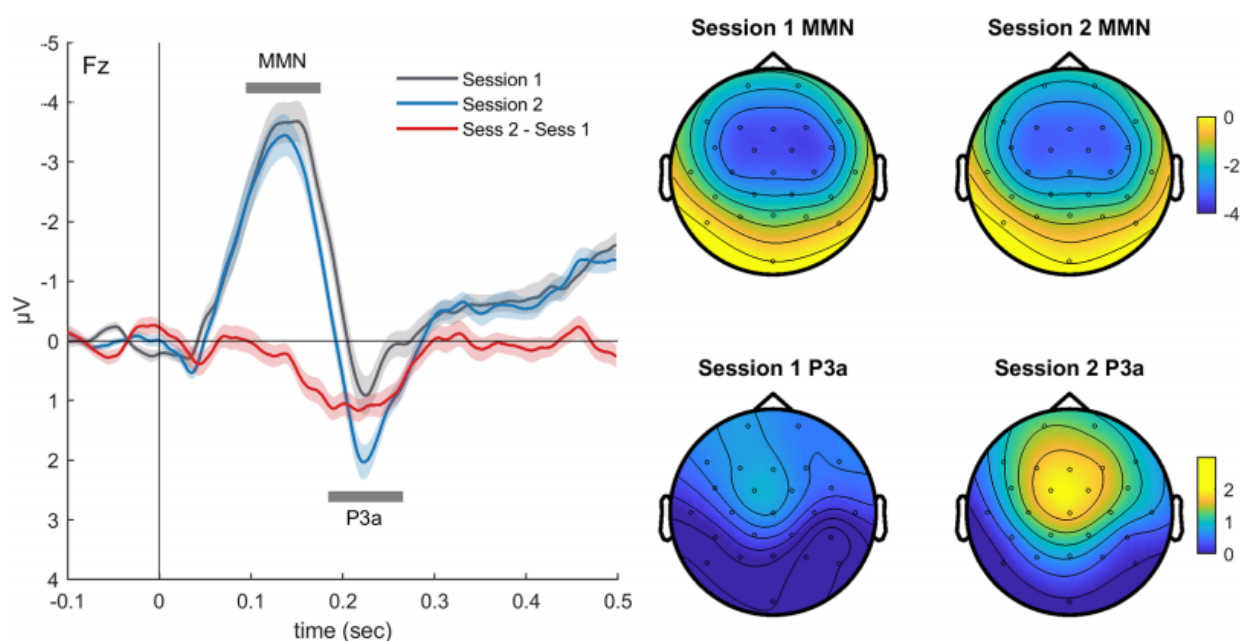 Fz
MMN
Session 1
Session 2
Sess 2 - Sess 1
P3a
µV
-5
-4
-3
-2
-1
0
1
2
3
4
-0.1
0
0.1
0.2
0.3
0.4
0.5
time (sec)
Session 1 MMN
Session 2 MMN
0
-2
-4
Session 1 P3a
Session 2 P3a
2
1
0